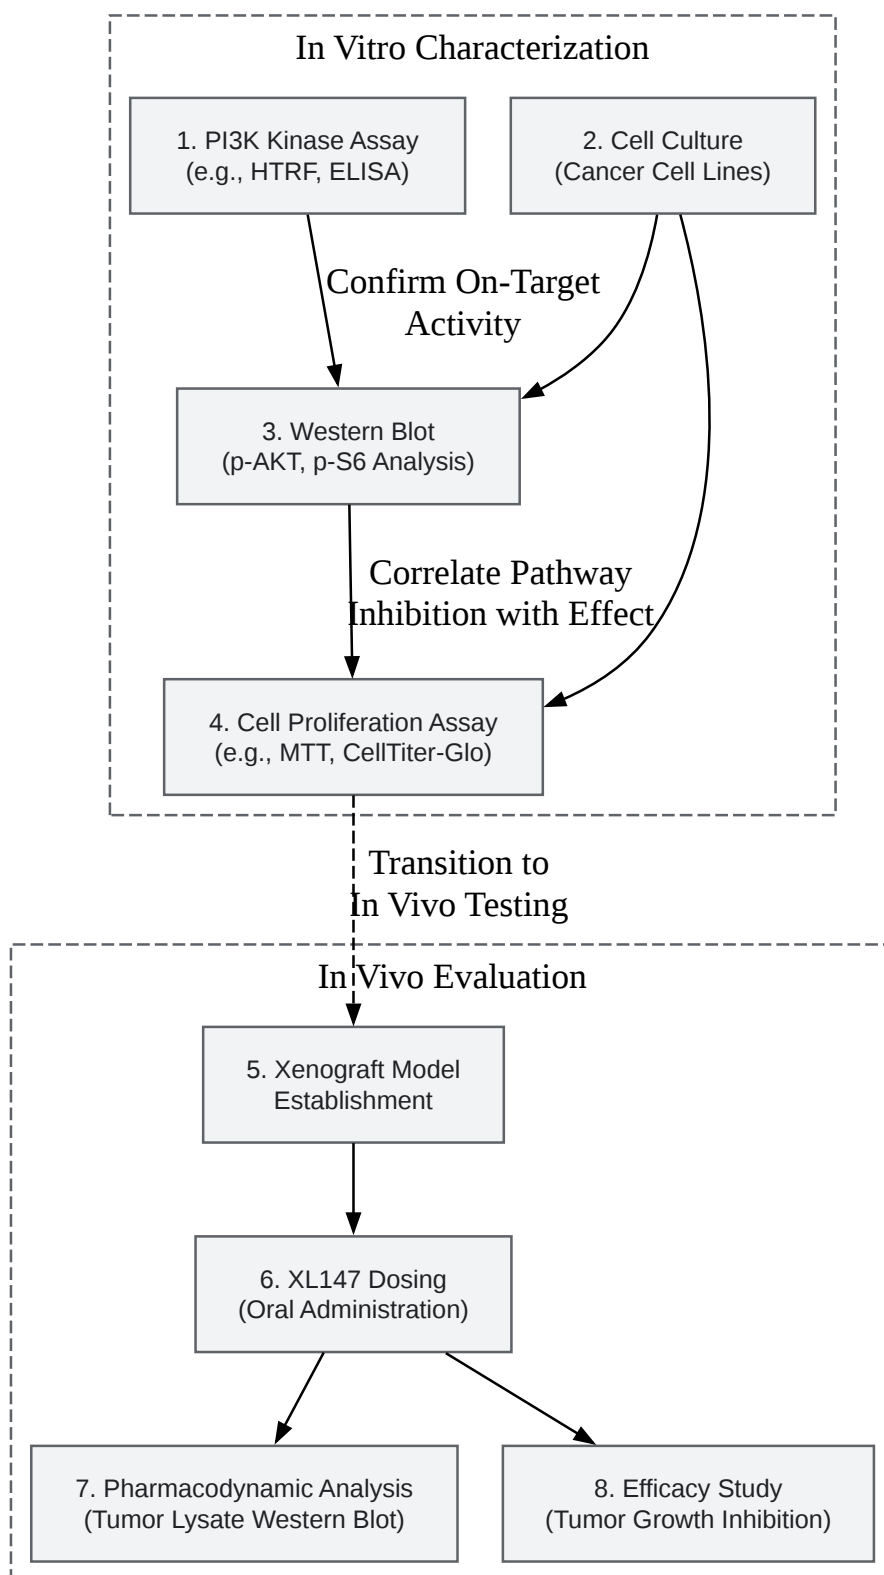 In Vitro Characterization
1. PI3K Kinase Assay
(e.g., HTRF, ELISA)
2. Cell Culture
(Cancer Cell Lines)
Confirm On-Target
Activity
3. Western Blot
(p-AKT, p-S6 Analysis)
Correlate Pathway
Inhibition with Effect
4. Cell Proliferation Assay
(e.g., MTT, CellTiter-Glo)
Transition to
In Vivo Testing
In Vivo Evaluation
5. Xenograft Model
Establishment
6. XL147 Dosing
(Oral Administration)
7. Pharmacodynamic Analysis
(Tumor Lysate Western Blot)
8. Efficacy Study
(Tumor Growth Inhibition)